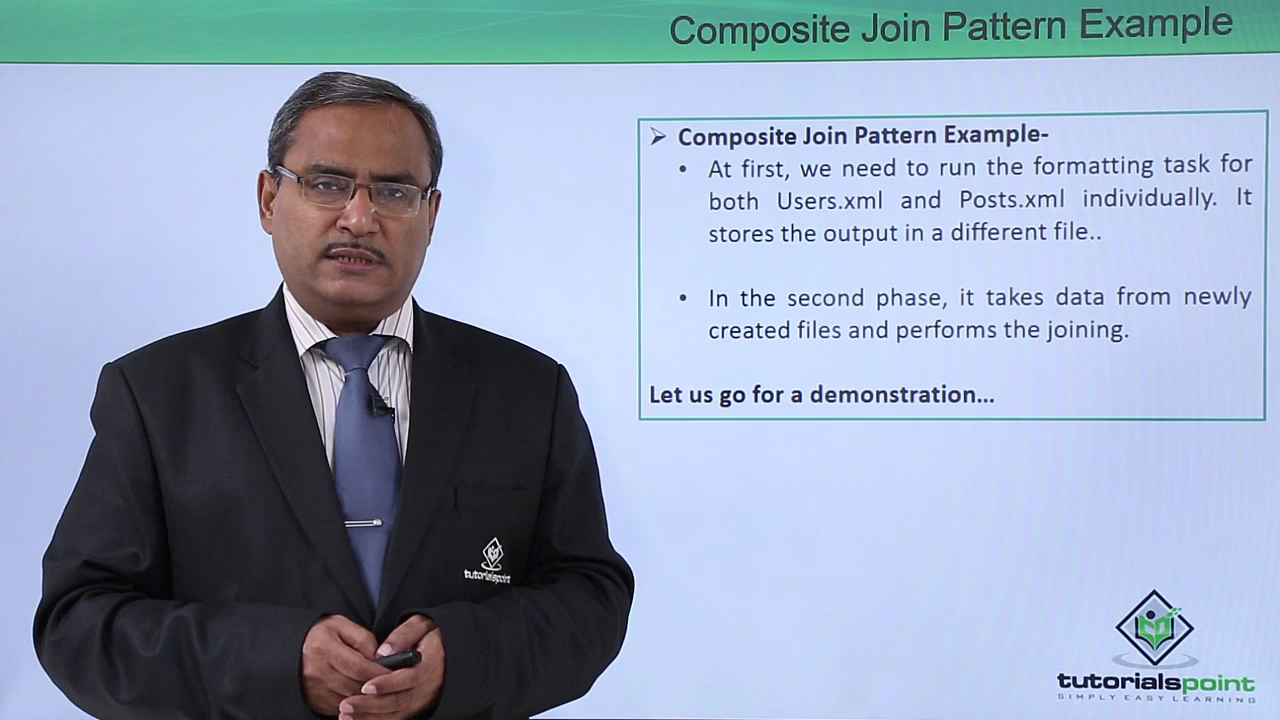 Composite Join Pattern Example
➢ Composite Join Pattern Example-
• At first, we need to run the formatting task for
both Users.xml and Posts.xml individually. It
stores the output in a different file..
• In the second phase, it takes data from newly
created files and performs the joining.
Let us go for a demonstration...
tutorialspoint
tutorialspoint
SIMPLY EASY LEARNING